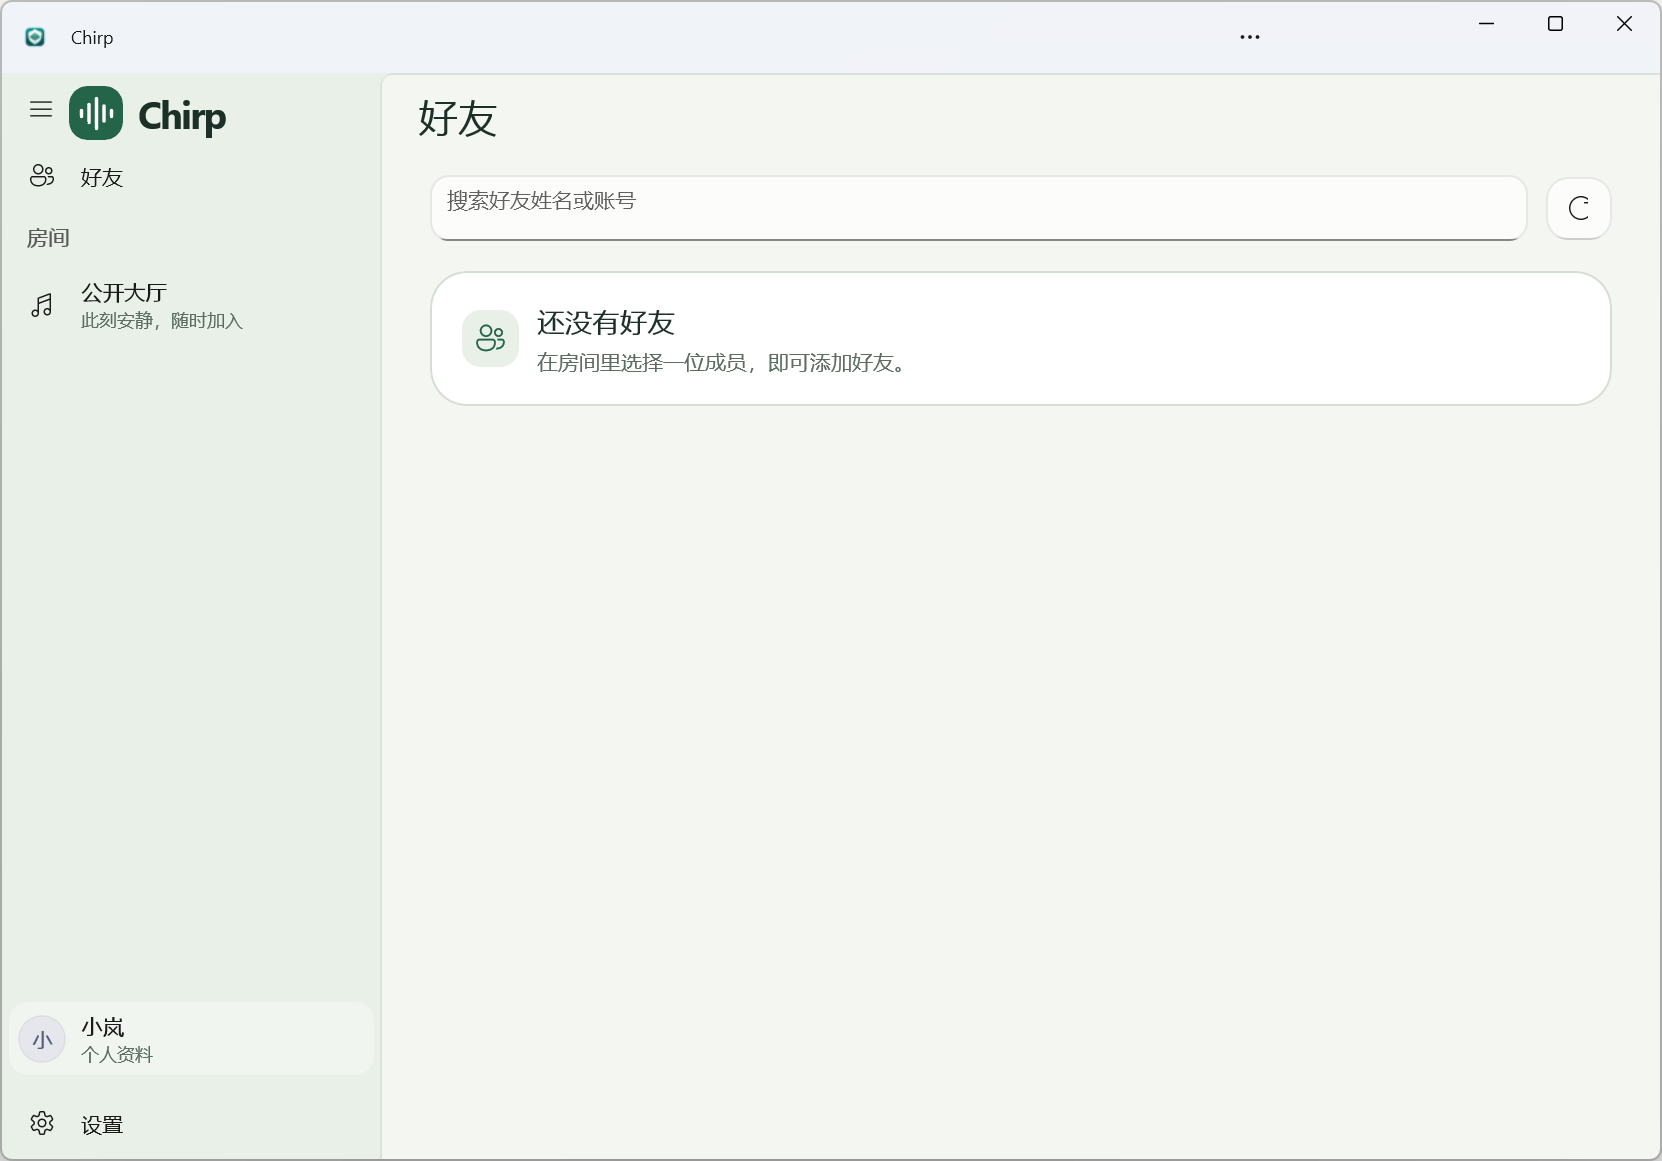 Chirp
Chirp
好友
房间
公开大厅
此刻安静，随时加入
小
小岚
个人资料
设置
好友
搜索好友姓名或账号
还没有好友
在房间里选择一位成员，即可添加好友。